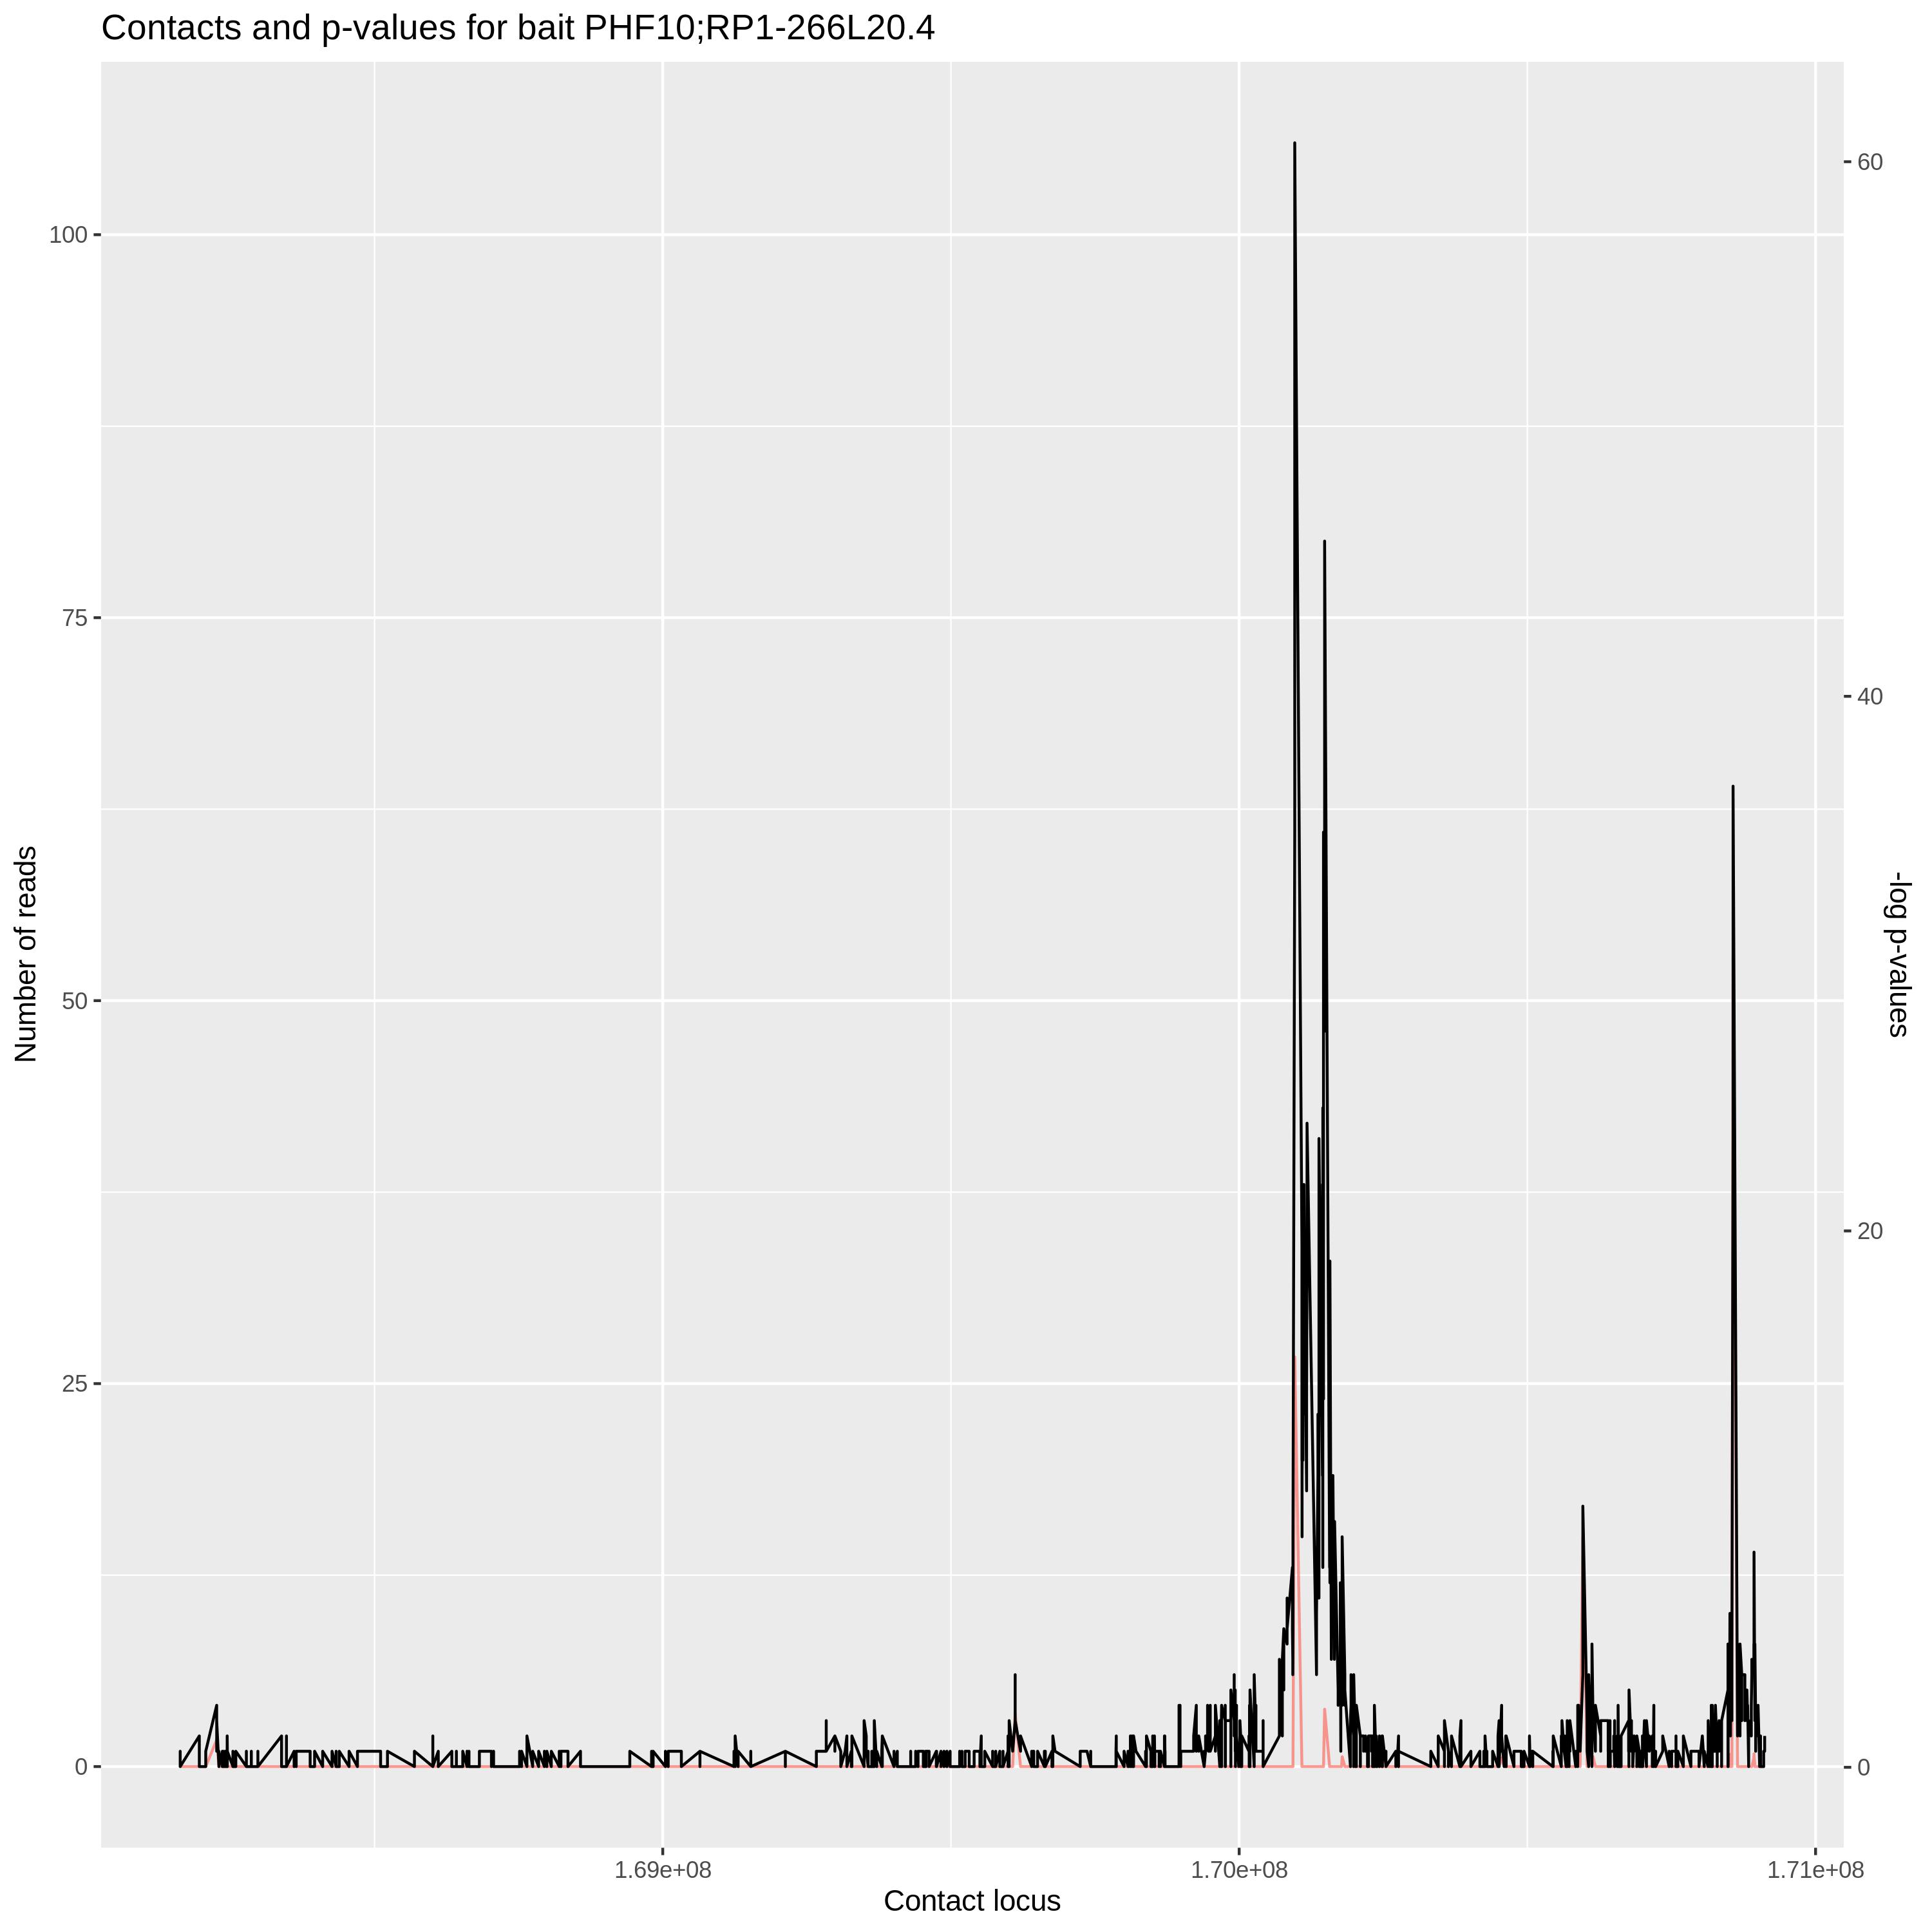 Contacts and p-values for bait PHF10;RP1-266L20.4
100
75
50
25
0
Number of reads
60
40
20
0
-log p-values
1.69e+08
1.70e+08
1.71e+08
Contact locus